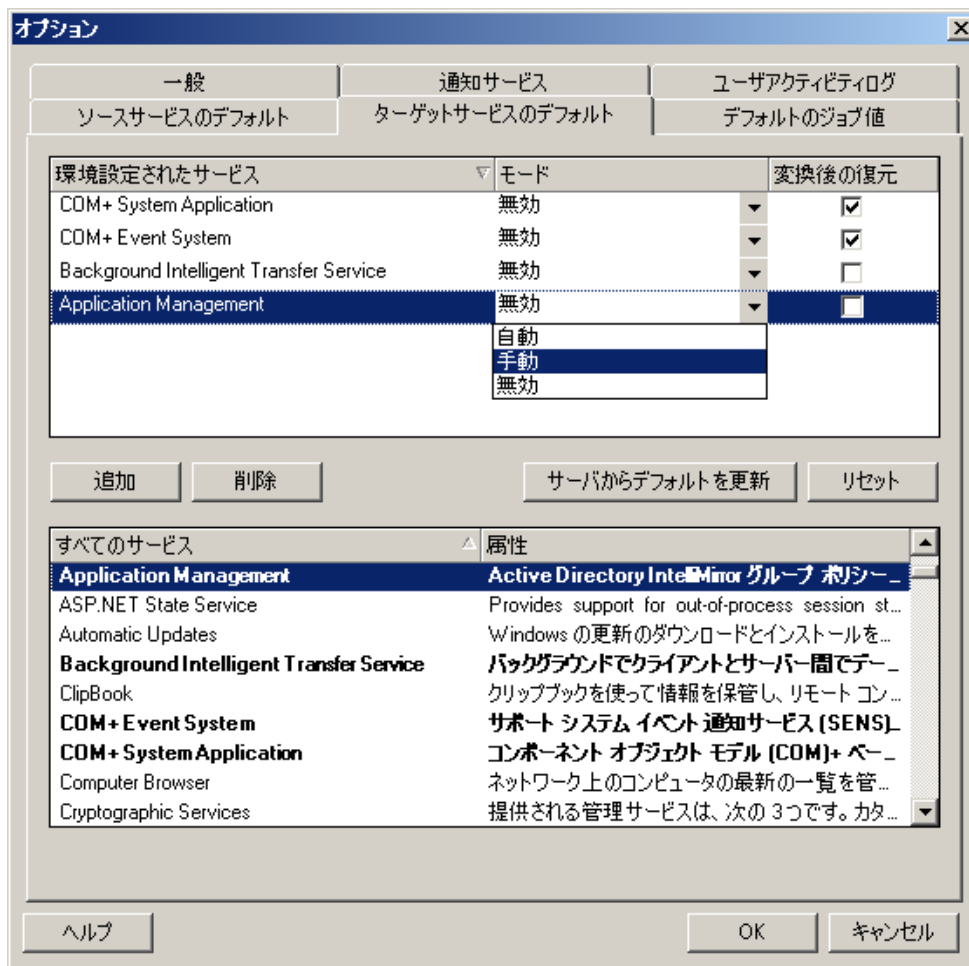 オプション
一般 通知サービス ユーザアクティビティログ
ソースサービスのデフォルト ターゲットサービスのデフォルト デフォルトのジョブ値
環境設定されたサービス モード 変換後の復元
COM+ System Application 無効
COM+ Event System 無効
Background Intelligent Transfer Service 無効
Application Management 無効
自動
手動
無効
追加 削除 サーバからデフォルトを更新 リセット
すべてのサービス 属性
Application Management Active Directory IntelliMirror グループ ポリシー...
ASP.NET State Service Provides support for out-of-process session st...
Automatic Updates Windows の更新のダウンロードとインストールを...
Background Intelligent Transfer Service バックグラウンドでクライアントとサーバー間でデー...
ClipBook クリップブックを使って情報を保管し、リモート コン...
COM+ Event System サポート システム イベント 通知サービス (SENS)...
COM+ System Application コンポーネント オブジェクト モデル (COM)+ ベー...
Computer Browser ネットワーク上のコンピュータの最新の一覧を管...
Cryptographic Services 提供される管理サービスは、次の 3つです。カタ...
ヘルプ OK キャンセル